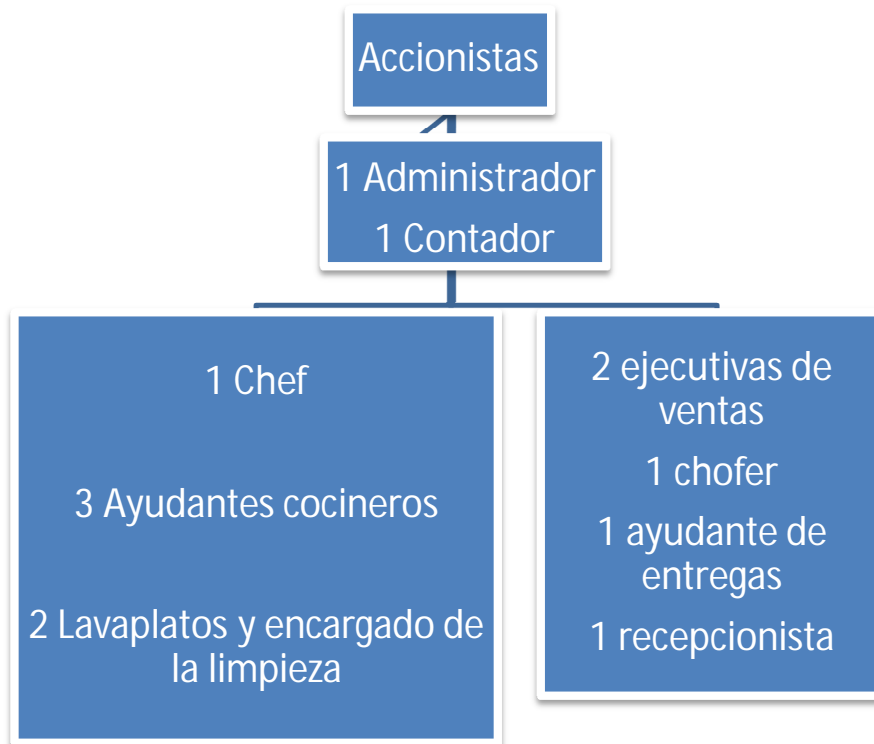 Accionistas
1 Administrador
1 Contador
1 Chef
3 Ayudantes cocineros
2 Lavaplatos y encargado de
la limpieza
2 ejecutivas de
ventas
1 chofer
1 ayudante de
entregas
1 recepcionista